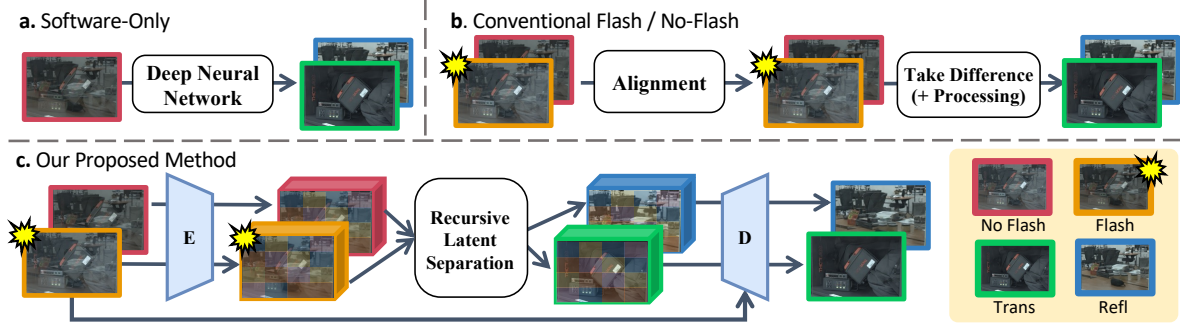 a. Software-Only
Deep Neural
Network
b. Conventional Flash / No-Flash
Alignment
Take Difference
(+ Processing)
c. Our Proposed Method
E
Recursive
Latent
Separation
D
No Flash
Flash
Trans
Refl